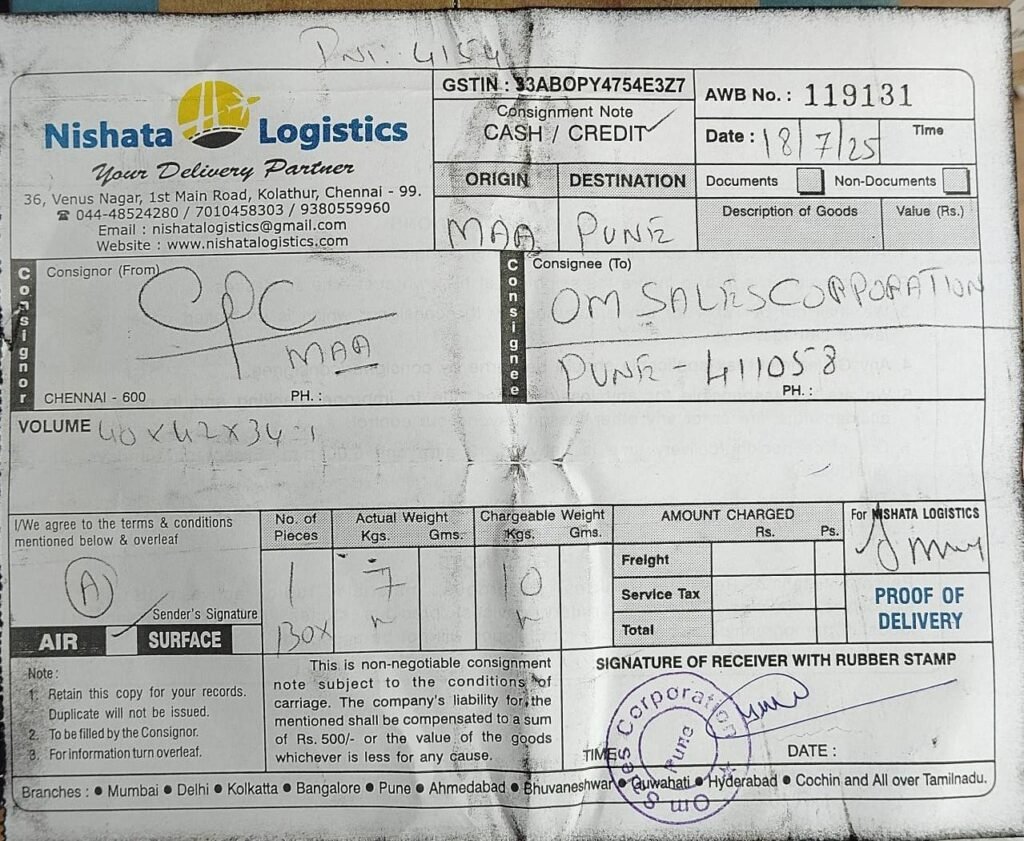 PNI: 4154
Nishata Logistics
Your Delivery Partner
36, Venus Nagar, 1st Main Road, Kolathur, Chennai - 99.
☎ 044-48524280 / 7010458303 / 9380559960
Email : nishatalogistics@gmail.com
Website : www.nishatalogistics.com
GSTIN : 33ABOPY4754E3Z7
Consignment Note
CASH / CREDIT ✓
AWB No. : 119131
Date : 18/7/25 Time
ORIGIN DESTINATION
MAA PUNE
Documents Non-Documents
Description of Goods Value (Rs.)
Consignor
Consignor (From)
CPC
MAA
CHENNAI - 600 PH. :
Consignee
Consignee (To)
OM SALES CORPORATION
PUNE - 411058
PH. :
VOLUME 40 x 42 x 34 = 1
I/We agree to the terms & conditions
mentioned below & overleaf
A
Sender's Signature
AIR ✓ SURFACE
No. of Pieces
1
BOX
Actual Weight
Kgs. Gms.
7
Chargeable Weight
Kgs. Gms.
10
AMOUNT CHARGED
Rs. Ps.
Freight
Service Tax
Total
For NISHATA LOGISTICS
PROOF OF
DELIVERY
Note :
1. Retain this copy for your records.
Duplicate will not be issued.
2. To be filled by the Consignor.
3. For information turn overleaf.
This is non-negotiable consignment
note subject to the conditions of
carriage. The company's liability for the
mentioned shall be compensated to a sum
of Rs. 500/- or the value of the goods
whichever is less for any cause.
SIGNATURE OF RECEIVER WITH RUBBER STAMP
Om Sales Corporation
Pune
TIME DATE :
Branches : ● Mumbai ● Delhi ● Kolkatta ● Bangalore ● Pune ● Ahmedabad ● Bhuvaneshwar ● Guwahati ● Hyderabad ● Cochin and All over Tamilnadu.